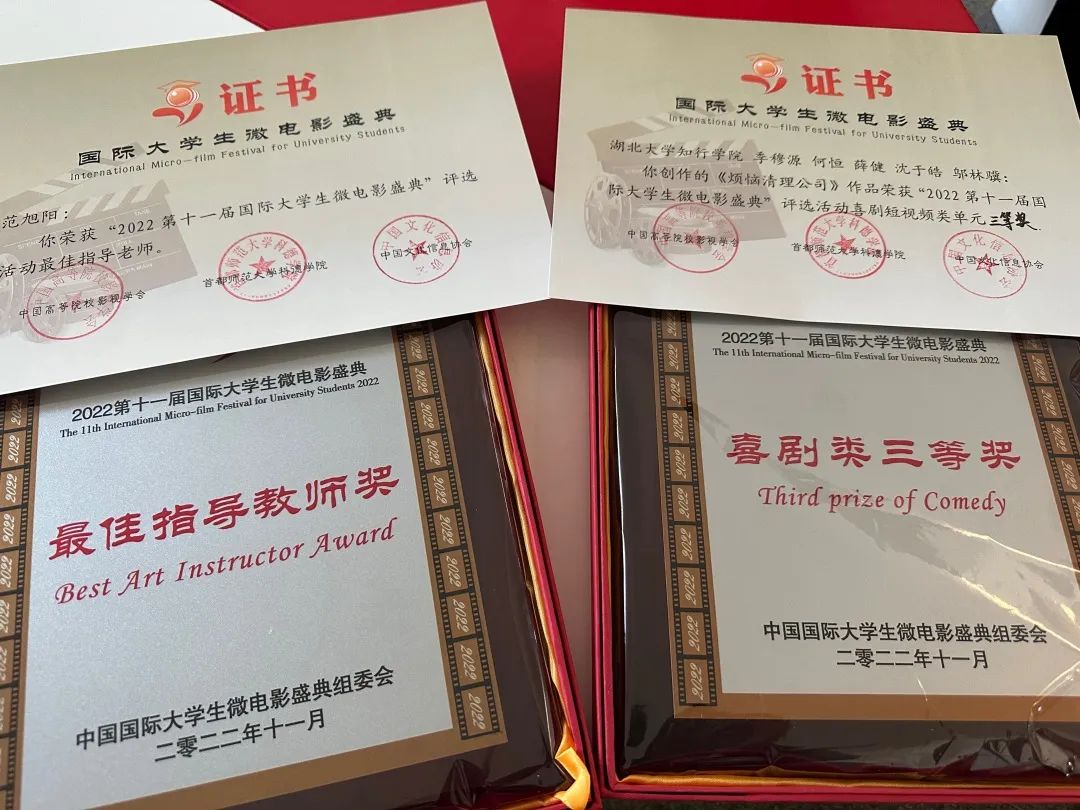 证书
国际大学生微电影盛典
International Micro-film Festival for University Students
范旭阳：
你荣获“2022第十一届国际大学生微电影盛典”评选
活动最佳指导老师。
中国高等院校影视学会
首都师范大学科德学院
中国文化信息协会
证书
国际大学生微电影盛典
International Micro-film Festival for University Students
湖北大学知行学院 季穆源 何恒 薛健 沈于皓 邬林骥：
你创作的《烦恼清理公司》作品荣获“2022第十一届国
际大学生微电影盛典”评选活动喜剧短视频类单元三等奖.
中国高等院校影视学会
首都师范大学科德学院
中国文化信息协会
2022第十一届国际大学生微电影盛典
The 11th International Micro-film Festival for University Students 2022
最佳指导教师奖
Best Art Instructor Award
中国国际大学生微电影盛典组委会
二零二二年十一月
2022第十一届国际大学生微电影盛典
The 11th International Micro-film Festival for University Students 2022
喜剧类三等奖
Third prize of Comedy
中国国际大学生微电影盛典组委会
二零二二年十一月